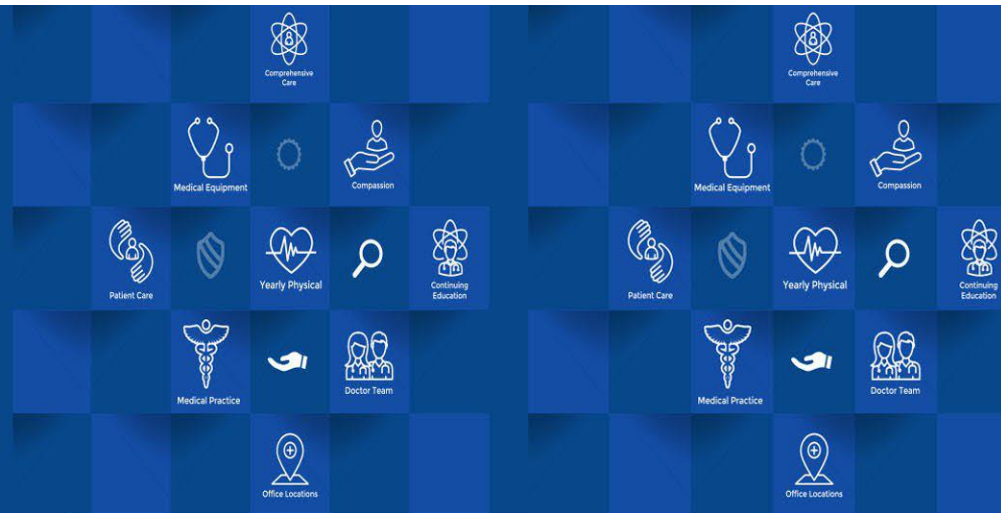 Comprehensive
Care
Comprehensive
Care
Medical Equipment
Compassion
Medical Equipment
Compassion
Patient Care
Yearly Physical
Continuing
Education
Patient Care
Yearly Physical
Continuing
Education
Medical Practice
Doctor Team
Medical Practice
Doctor Team
Office Locations
Office Locations